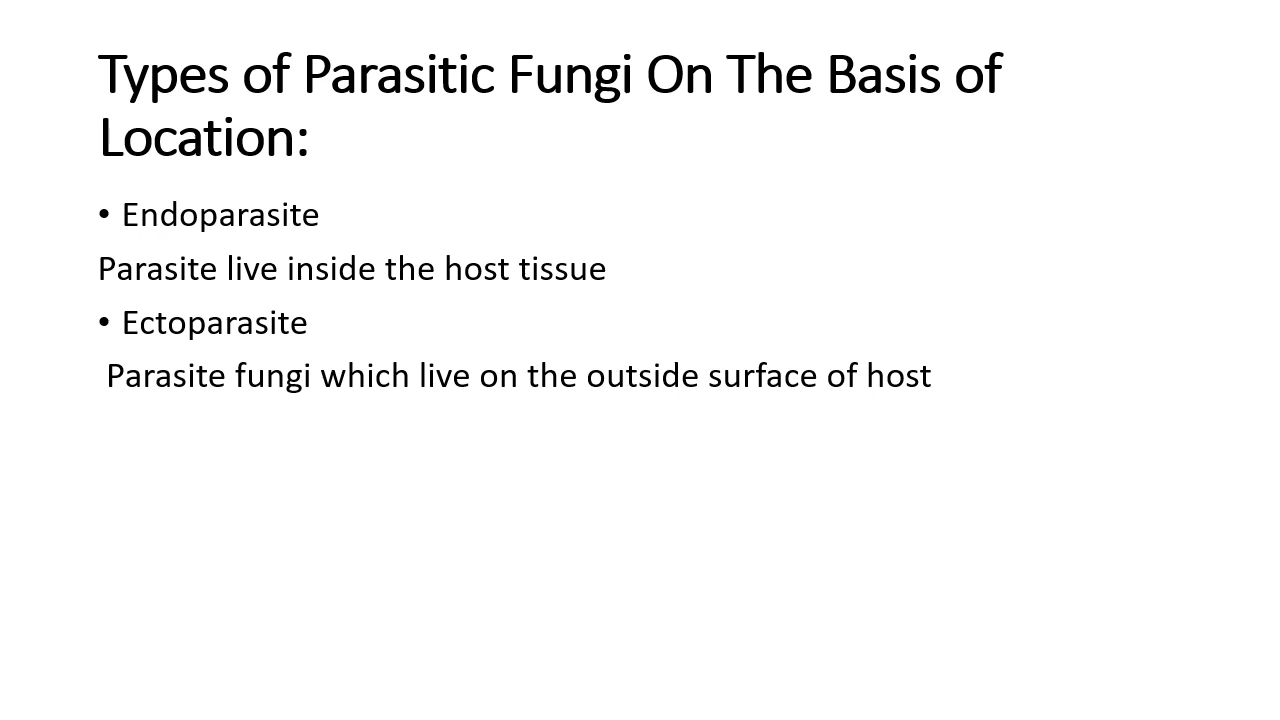 Types of Parasitic Fungi On The Basis of
Location:
• Endoparasite
Parasite live inside the host tissue
• Ectoparasite
Parasite fungi which live on the outside surface of host